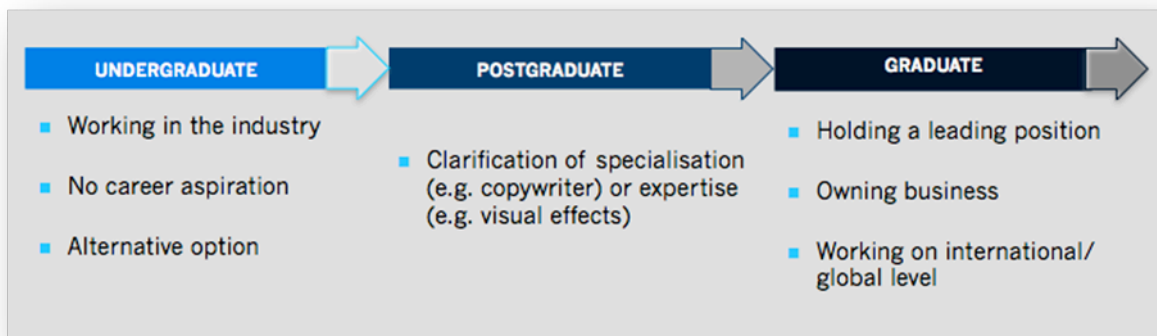 UNDERGRADUATE
Working in the industry
No career aspiration
Alternative option
POSTGRADUATE
Clarification of specialisation
(e.g. copywriter) or expertise
(e.g. visual effects)
GRADUATE
Holding a leading position
Owning business
Working on international/
global level